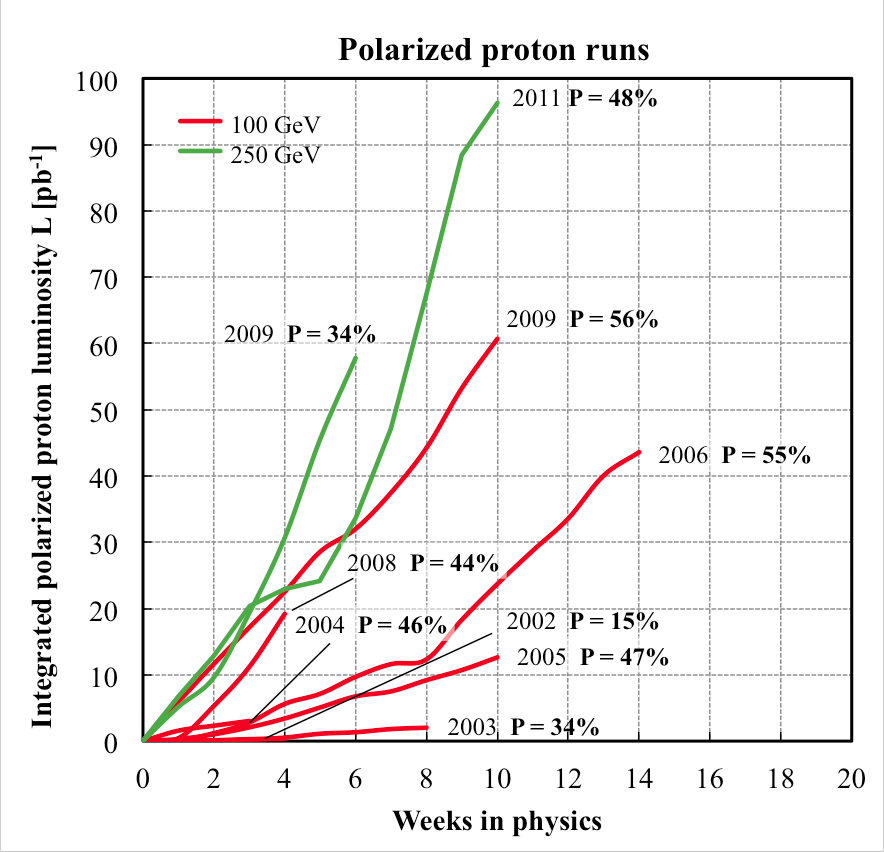 Polarized proton runs
Integrated polarized proton luminosity L [pb-1]
100
90
80
70
60
50
40
30
20
10
0
100 GeV
250 GeV
2011 P = 48%
2009 P = 56%
2009 P = 34%
2006 P = 55%
2008 P = 44%
2004 P = 46%
2002 P = 15%
2005 P = 47%
2003 P = 34%
0 2 4 6 8 10 12 14 16 18 20
Weeks in physics